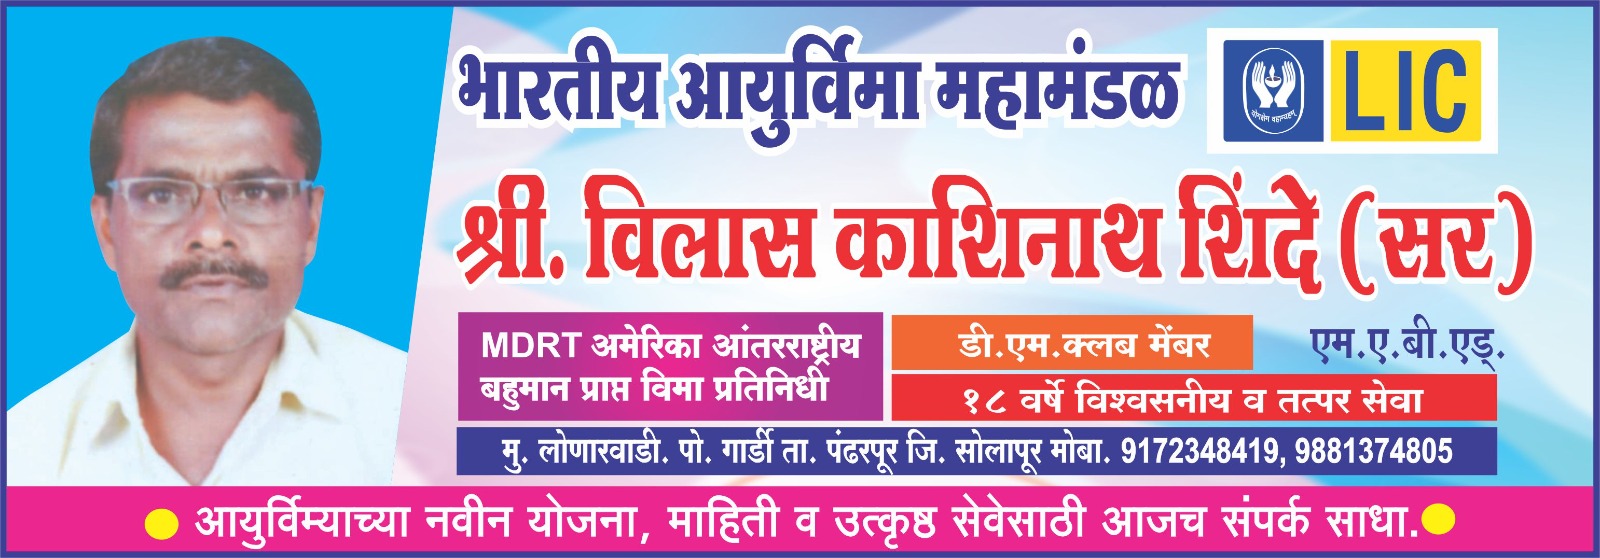 भारतीय आयुर्विमा महामंडळ
योगक्षेमं वहाम्यहम्
LIC
श्री. विलास काशिनाथ शिंदे (सर)
MDRT अमेरिका आंतरराष्ट्रीय
बहुमान प्राप्त विमा प्रतिनिधी
डी.एम.क्लब मेंबर
एम.ए.बी.एड्.
१८ वर्षे विश्वसनीय व तत्पर सेवा
मु. लोणारवाडी. पो. गार्डी ता. पंढरपूर जि. सोलापूर मोबा. 9172348419, 9881374805
आयुर्विम्याच्या नवीन योजना, माहिती व उत्कृष्ठ सेवेसाठी आजच संपर्क साधा.